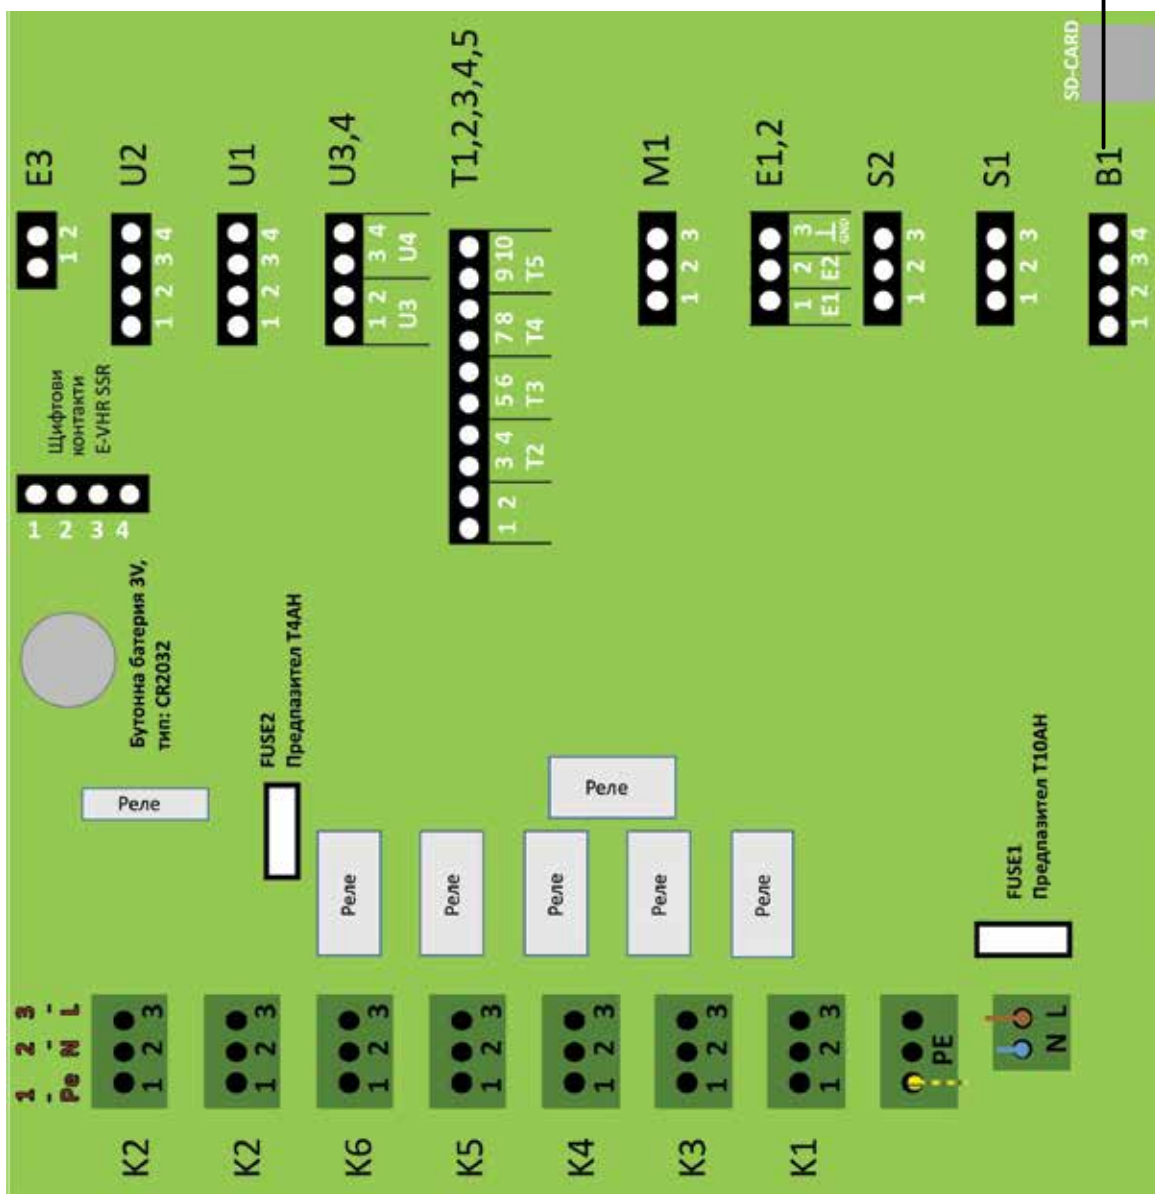 SD-CARD
E3
1 2
U2
1 2 3 4
U1
1 2 3 4
U3,4
1 2 3 4
U3 U4
T1,2,3,4,5
1 2 3 4 5 6 7 8 9 10
T2 T3 T4 T5
M1
1 2 3
E1,2
1 2 3
E1 E2 GND
S2
1 2 3
S1
1 2 3
B1
1 2 3 4
Щифтови
контакти
E-VHR SSR
1
2
3
4
Бутонна батерия 3V,
тип: CR2032
FUSE2
Предпазител T4AH
Реле
Реле
Реле
Реле
Реле
Реле
Реле
FUSE1
Предпазител T10AH
1 2 3
- - -
Pe N L
K2
1 2 3
K2
1 2 3
K6
1 2 3
K5
1 2 3
K4
1 2 3
K3
1 2 3
K1
1 2 3
PE
N L